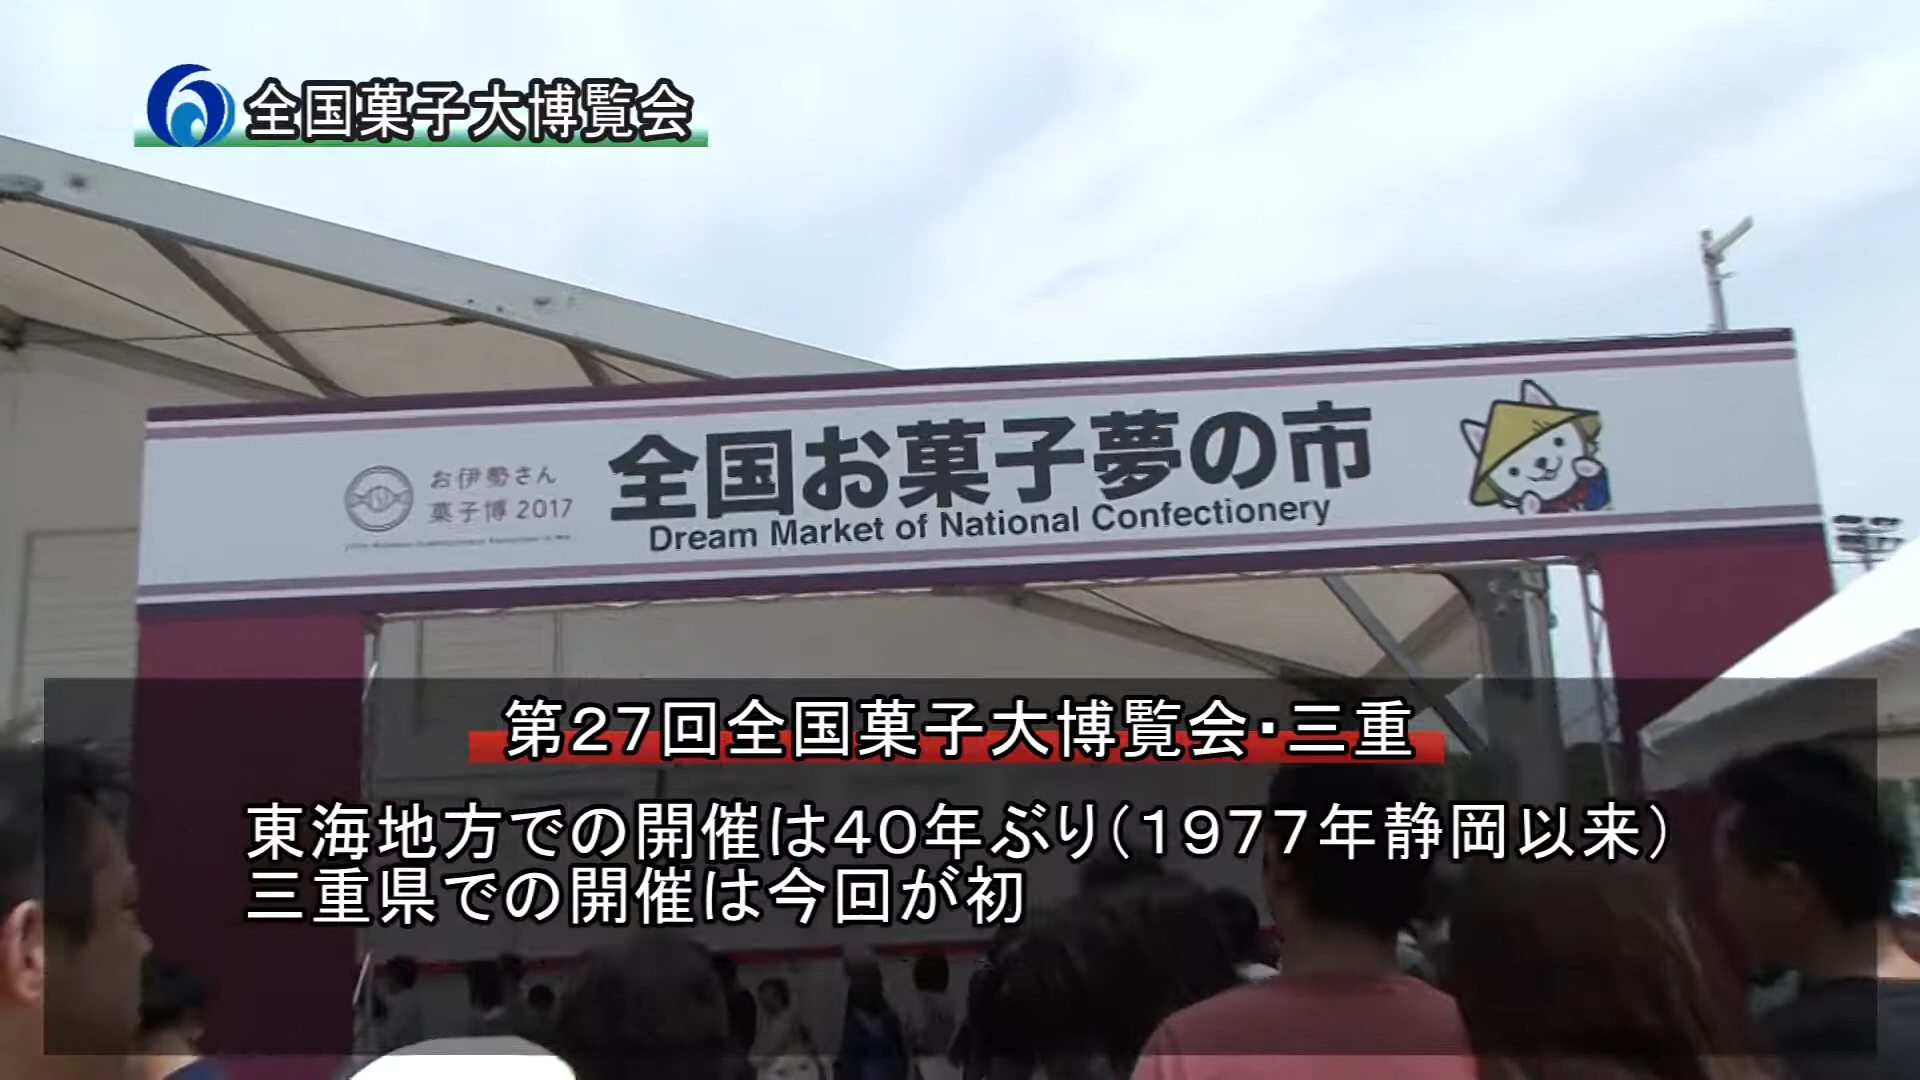 全国菓子大博覧会
お伊勢さん
菓子博2017
全国お菓子夢の市
Dream Market of National Confectionery
第27回全国菓子大博覧会・三重
東海地方での開催は40年ぶり(1977年静岡以来)
三重県での開催は今回が初